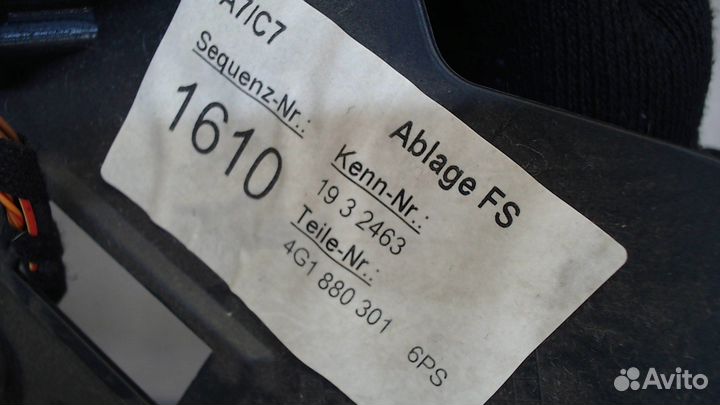 A7/C7
Sequenz-Nr.:
1610
Ablage FS
Kenn-Nr.:
19 3 2463
Teile-Nr.:
4G1 880 301 6PS
Avito